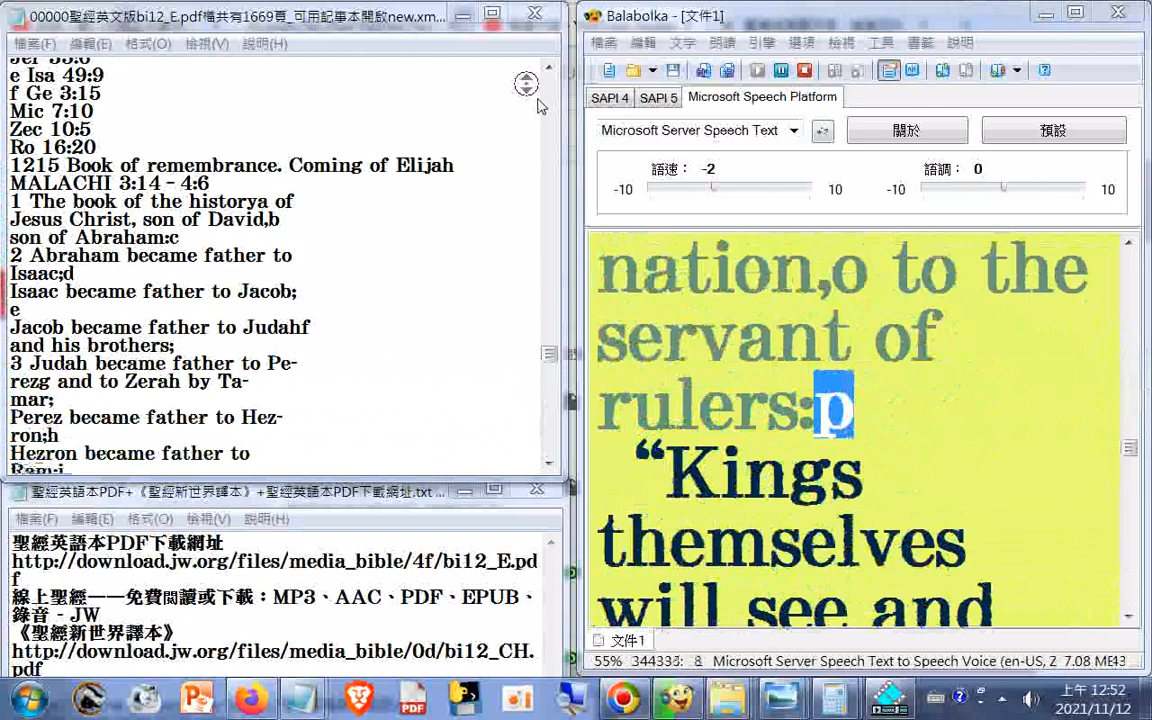 00000聖經英文版bi12_E.pdf檔共有1669頁_可用記事本開啟new.xm...
檔案(F) 編輯(E) 格式(O) 檢視(V) 說明(H)
e Isa 49:9
f Ge 3:15
Mic 7:10
Zec 10:5
Ro 16:20
1215 Book of remembrance. Coming of Elijah
MALACHI 3:14 – 4:6
1 The book of the historya of
Jesus Christ, son of David,b
son of Abraham:c
2 Abraham became father to
Isaac;d
Isaac became father to Jacob;
e
Jacob became father to Judahf
and his brothers;
3 Judah became father to Pe-
rezg and to Zerah by Ta-
mar;
Perez became father to Hez-
ron;h
Hezron became father to
Ram;i
聖經英語本PDF+《聖經新世界譯本》+聖經英語本PDF下載網址.txt ...
檔案(F) 編輯(E) 格式(O) 檢視(V) 說明(H)
聖經英語本PDF下載網址
http://download.jw.org/files/media_bible/4f/bi12_E.pd
f
線上聖經——免費閱讀或下載：MP3、AAC、PDF、EPUB、
錄音 - JW
《聖經新世界譯本》
http://download.jw.org/files/media_bible/0d/bi12_CH.
pdf
Balabolka - [文件1]
檔案 編輯 文字 朗讀 引擎 選項 檢視 工具 書籤 說明
SAPI 4 SAPI 5 Microsoft Speech Platform
Microsoft Server Speech Text 關於 預設
語速： -2 語調： 0
-10 10 -10 10
nation,o to the
servant of
rulers:p
“Kings
themselves
will see and
文件1
55% Microsoft Server Speech Text to Speech Voice (en-US, Z 7.08 ME
上午 12:52
2021/11/12